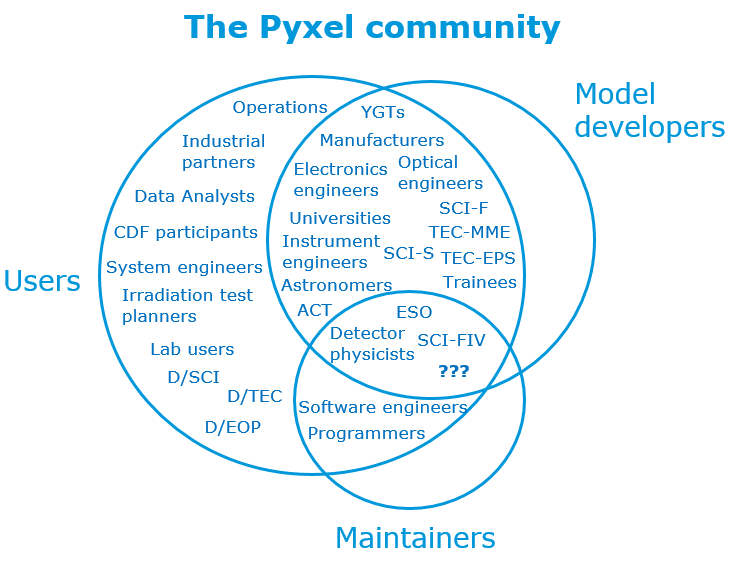 The Pyxel community
Model
developers
Users
Maintainers
Operations
Industrial
partners
Data Analysts
CDF participants
System engineers
Irradiation test
planners
Lab users
D/SCI
D/TEC
D/EOP
YGTs
Manufacturers
Electronics
engineers
Optical
engineers
Universities
SCI-F
TEC-MME
Instrument
engineers
SCI-S
TEC-EPS
Astronomers
Trainees
ACT
ESO
Detector
physicists
SCI-FIV
???
Software engineers
Programmers